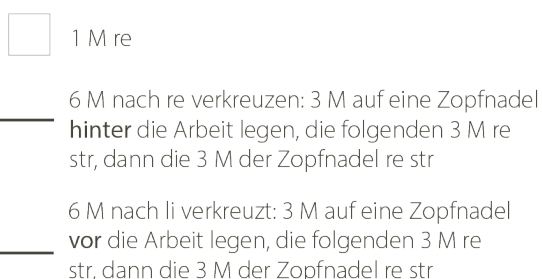 1 M re
6 M nach re verkreuzen: 3 M auf eine Zopfnadel
hinter die Arbeit legen, die folgenden 3 M re
str, dann die 3 M der Zopfnadel re str
6 M nach li verkreuzt: 3 M auf eine Zopfnadel
vor die Arbeit legen, die folgenden 3 M re
str, dann die 3 M der Zopfnadel re str